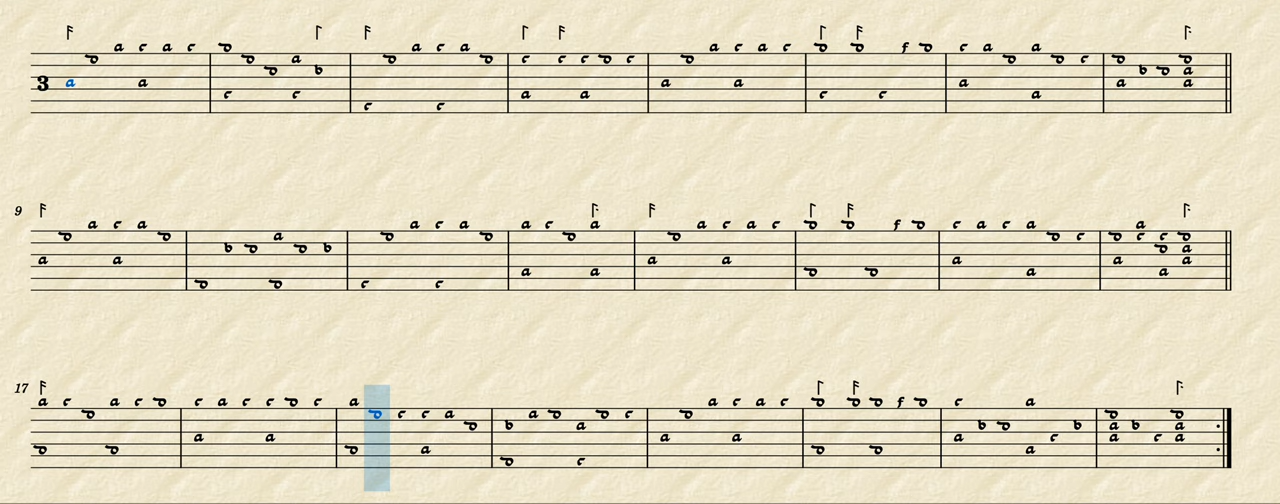 a c a c d a c a a c a c d d f d c a a
d d a d d c c c d c d d d c d d
d b b d a
3 a a a a a a a
c c a a c c a
c c
9
a c a a c a a c a a c a c d d f d c a c a a
d d a d d d d d c d c c d
b d d b d a
a a a a a a a
a a d d a a
d d c c
17
a c a c d c a c c d c a a c a c d d d f d c a
d d c c a a d d c d d d
d b a b d b a b a
a a a a a c a c a
d d d a d d a
d c